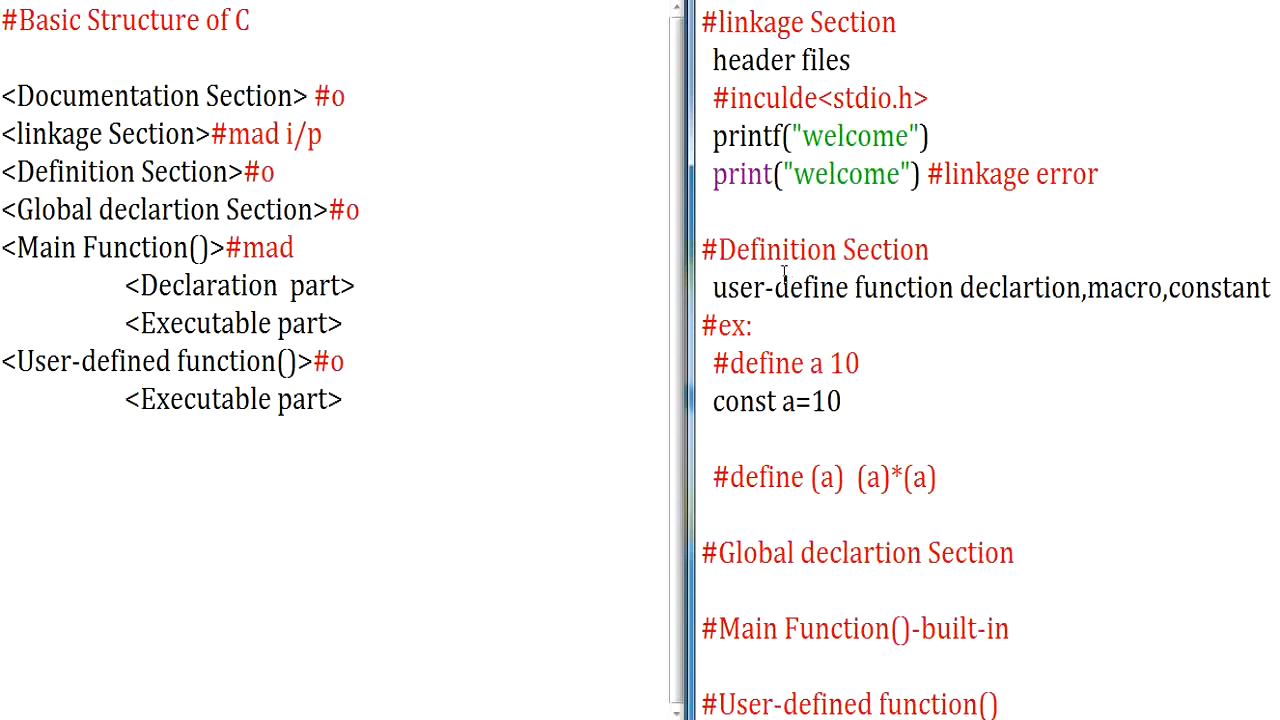 #Basic Structure of C
<Documentation Section> #o
<linkage Section>#mad i/p
<Definition Section>#o
<Global declartion Section>#o
<Main Function()>#mad
<Declaration  part>
<Executable part>
<User-defined function()>#o
<Executable part>
#linkage Section
header files
#inculde<stdio.h>
printf("welcome")
print("welcome") #linkage error
#Definition Section
user-define function declartion,macro,constant
#ex:
#define a 10
const a=10
#define (a)  (a)*(a)
#Global declartion Section
#Main Function()-built-in
#User-defined function()